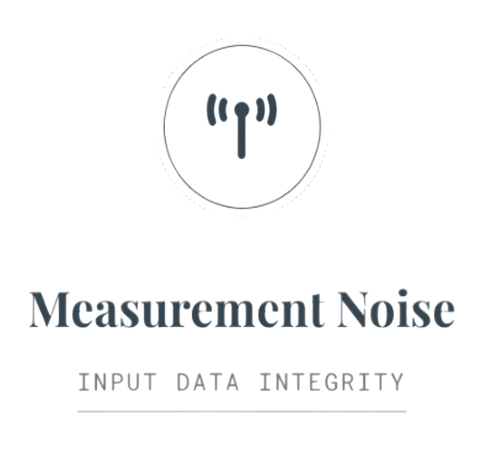 Measurement Noise
INPUT DATA INTEGRITY